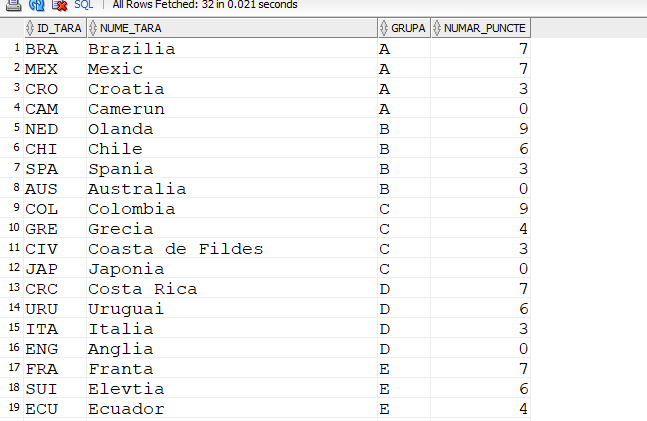 SQL | All Rows Fetched: 32 in 0.021 seconds
ID_TARA NUME_TARA GRUPA NUMAR_PUNCTE
1 BRA Brazilia A 7
2 MEX Mexic A 7
3 CRO Croatia A 3
4 CAM Camerun A 0
5 NED Olanda B 9
6 CHI Chile B 6
7 SPA Spania B 3
8 AUS Australia B 0
9 COL Colombia C 9
10 GRE Grecia C 4
11 CIV Coasta de Fildes C 3
12 JAP Japonia C 0
13 CRC Costa Rica D 7
14 URU Uruguai D 6
15 ITA Italia D 3
16 ENG Anglia D 0
17 FRA Franta E 7
18 SUI Elevtia E 6
19 ECU Ecuador E 4